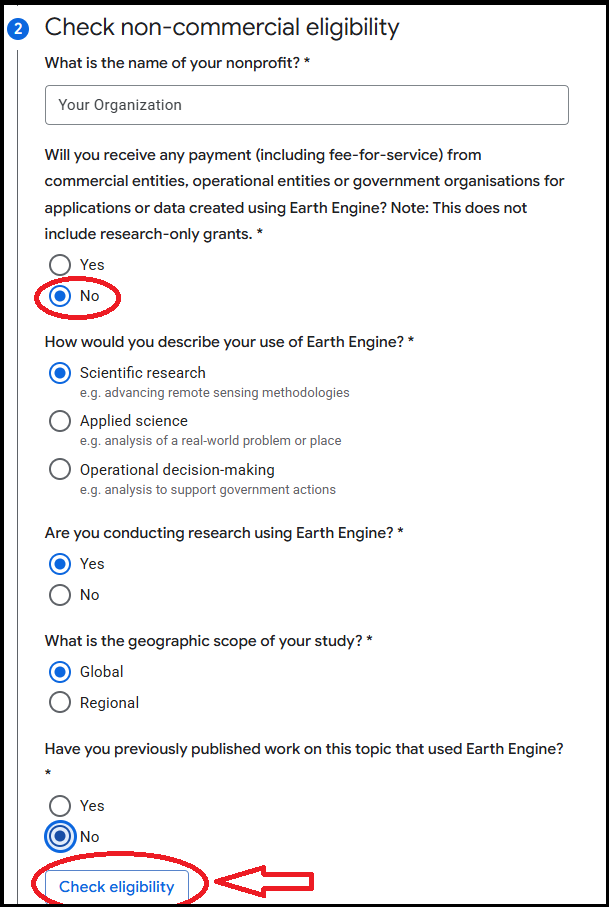 2 Check non-commercial eligibility
What is the name of your nonprofit? *
Your Organization
Will you receive any payment (including fee-for-service) from
commercial entities, operational entities or government organisations for
applications or data created using Earth Engine? Note: This does not
include research-only grants. *
Yes
No
How would you describe your use of Earth Engine? *
Scientific research
e.g. advancing remote sensing methodologies
Applied science
e.g. analysis of a real-world problem or place
Operational decision-making
e.g. analysis to support government actions
Are you conducting research using Earth Engine? *
Yes
No
What is the geographic scope of your study? *
Global
Regional
Have you previously published work on this topic that used Earth Engine?
*
Yes
No
Check eligibility